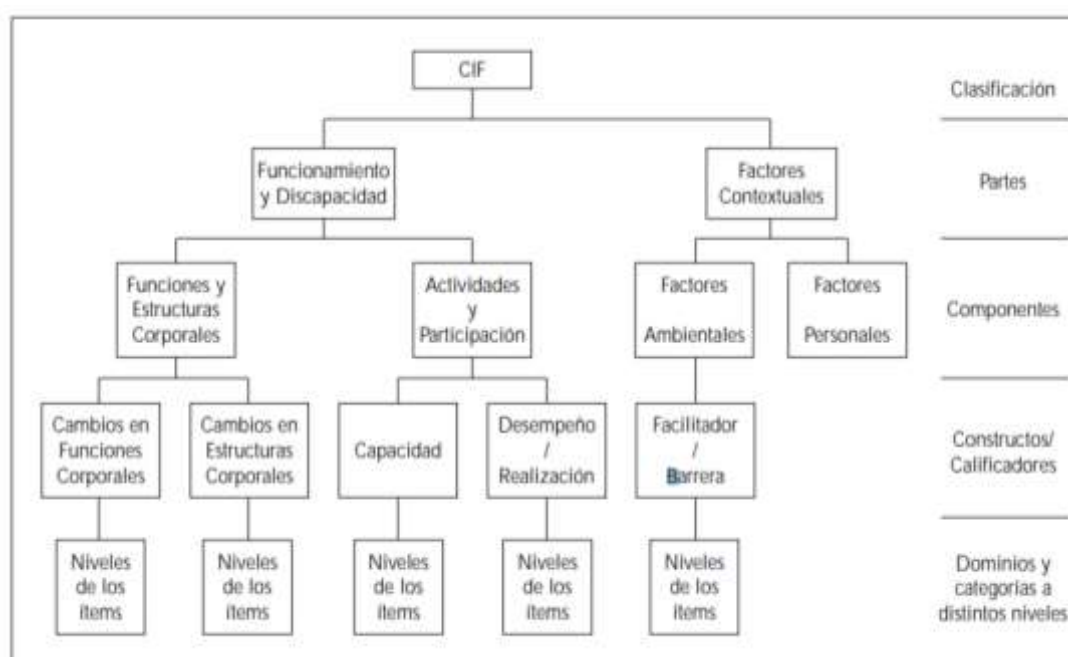 CIF
Clasificación
Funcionamiento
y Discapacidad
Factores
Contextuales
Partes
Funciones y
Estructuras
Corporales
Actividades
y
Participación
Factores
Ambientales
Factores
Personales
Componentes
Cambios en
Funciones
Corporales
Cambios en
Estructuras
Corporales
Capacidad
Desempeño
/
Realización
Facilitador
/
Barrera
Constructos/
Calificadores
Niveles
de los
ítems
Niveles
de los
ítems
Niveles
de los
ítems
Niveles
de los
ítems
Niveles
de los
ítems
Dominios y
categorías a
distintos niveles